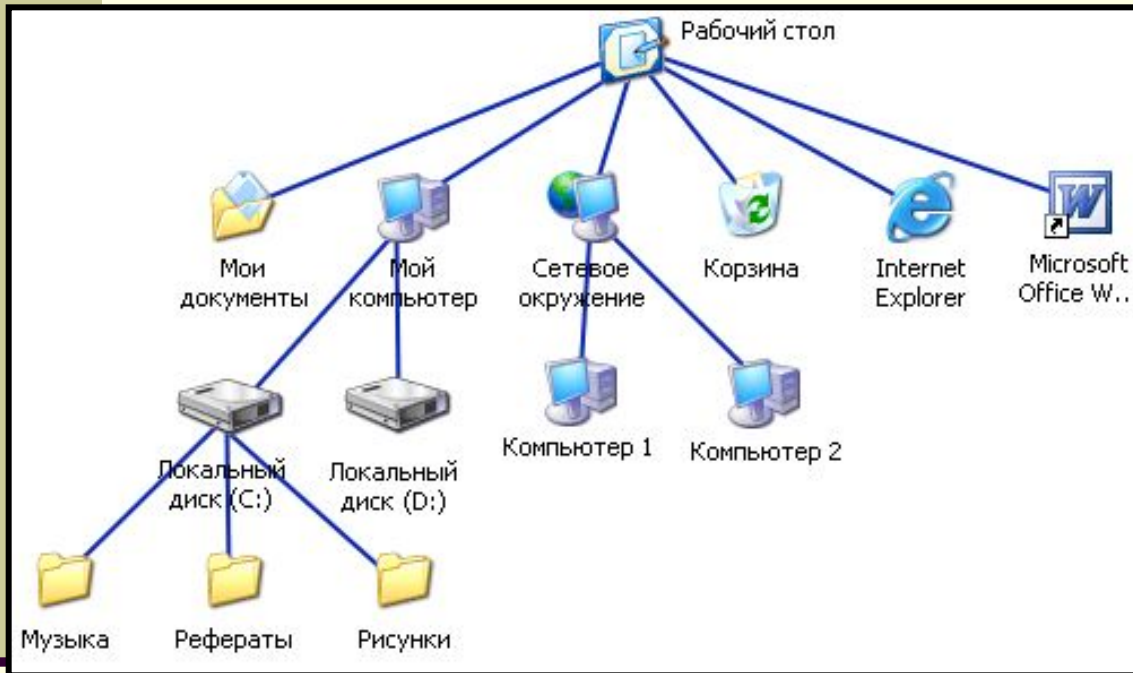 Рабочий стол
Мои
документы
Мой
компьютер
Сетевое
окружение
Корзина
Internet
Explorer
Microsoft
Office W...
Локальный
диск (C:)
Локальный
диск (D:)
Компьютер 1
Компьютер 2
Музыка
Рефераты
Рисунки